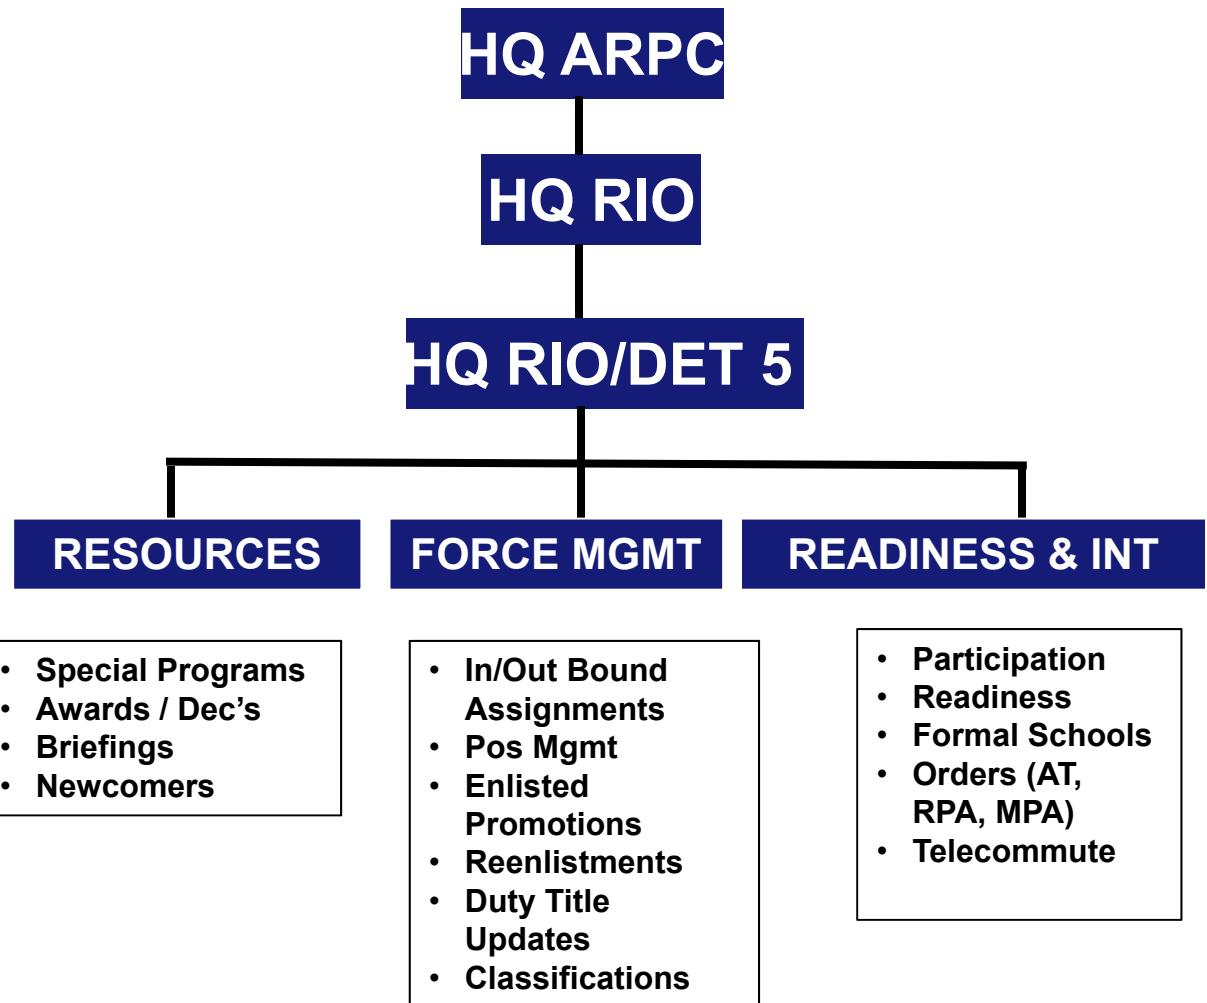 HQ ARPC
HQ RIO
HQ RIO/DET 5
RESOURCES
FORCE MGMT
READINESS & INT
• Special Programs
• Awards / Dec’s
• Briefings
• Newcomers
• In/Out Bound
Assignments
• Pos Mgmt
• Enlisted
Promotions
• Reenlistments
• Duty Title
Updates
• Classifications
• Participation
• Readiness
• Formal Schools
• Orders (AT,
RPA, MPA)
• Telecommute